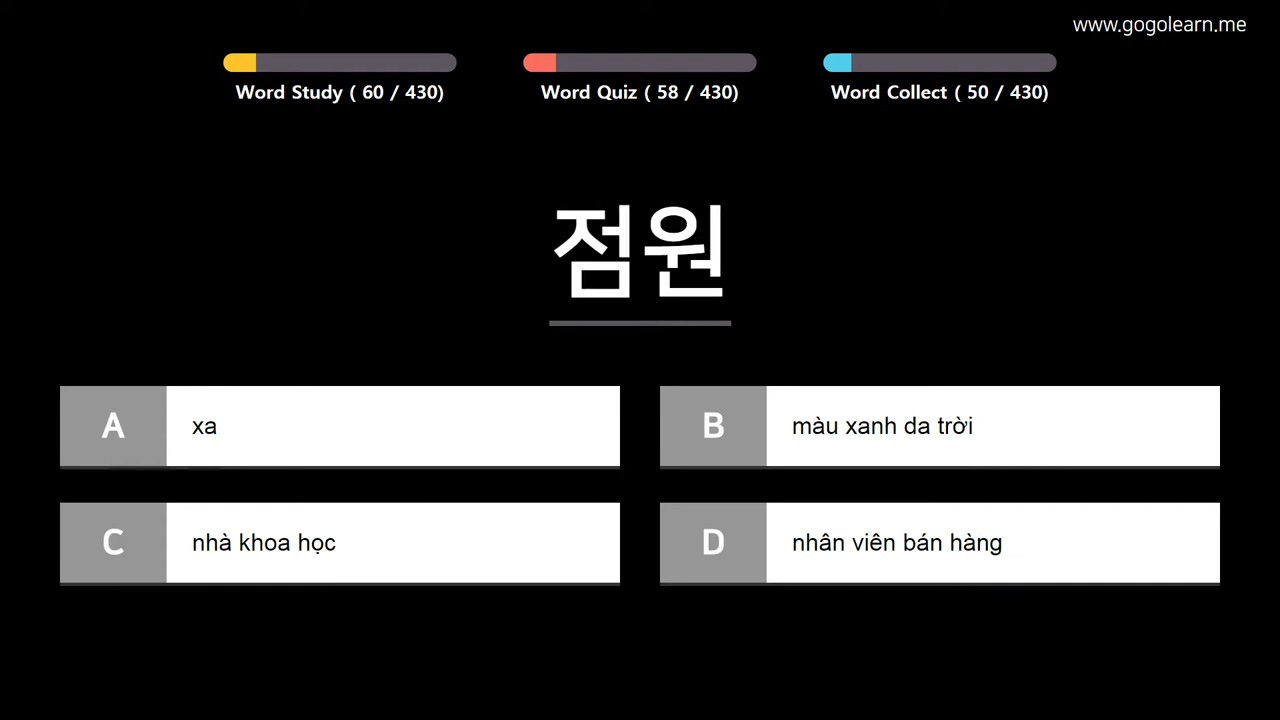 www.gogolearn.me
Word Study ( 60 / 430)
Word Quiz ( 58 / 430)
Word Collect ( 50 / 430)
점원
A xa
B màu xanh da trời
C nhà khoa học
D nhân viên bán hàng